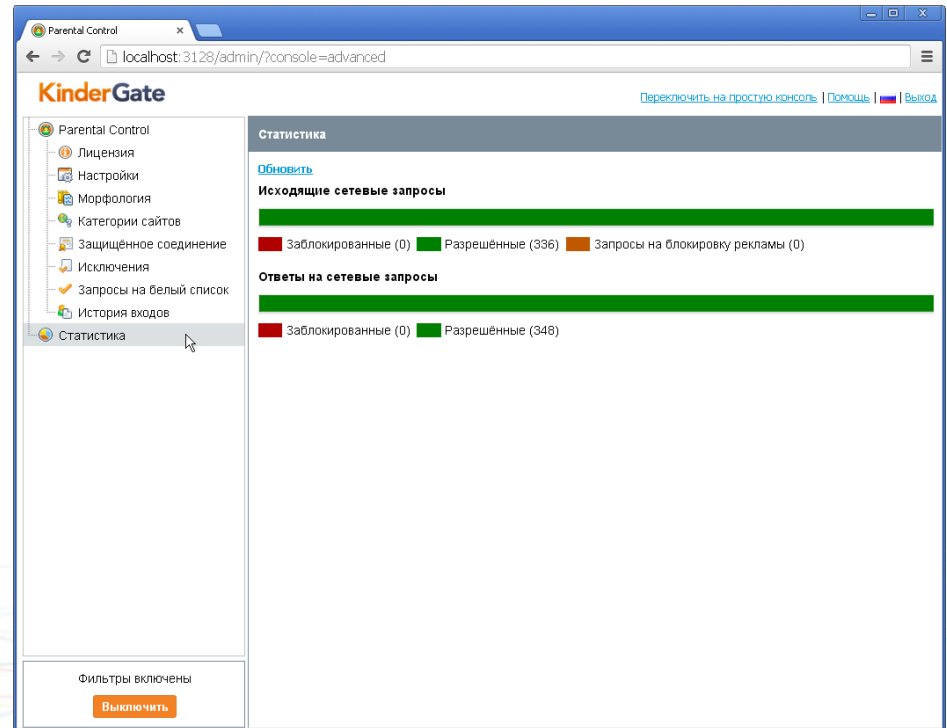 Parental Control
localhost:3128/admin/?console=advanced
KinderGate
Переключить на простую консоль | Помощь | | Выход
Parental Control
Лицензия
Настройки
Морфология
Категории сайтов
Защищённое соединение
Исключения
Запросы на белый список
История входов
Статистика
Статистика
Обновить
Исходящие сетевые запросы
Заблокированные (0) Разрешённые (336) Запросы на блокировку рекламы (0)
Ответы на сетевые запросы
Заблокированные (0) Разрешённые (348)
Фильтры включены
Выключить